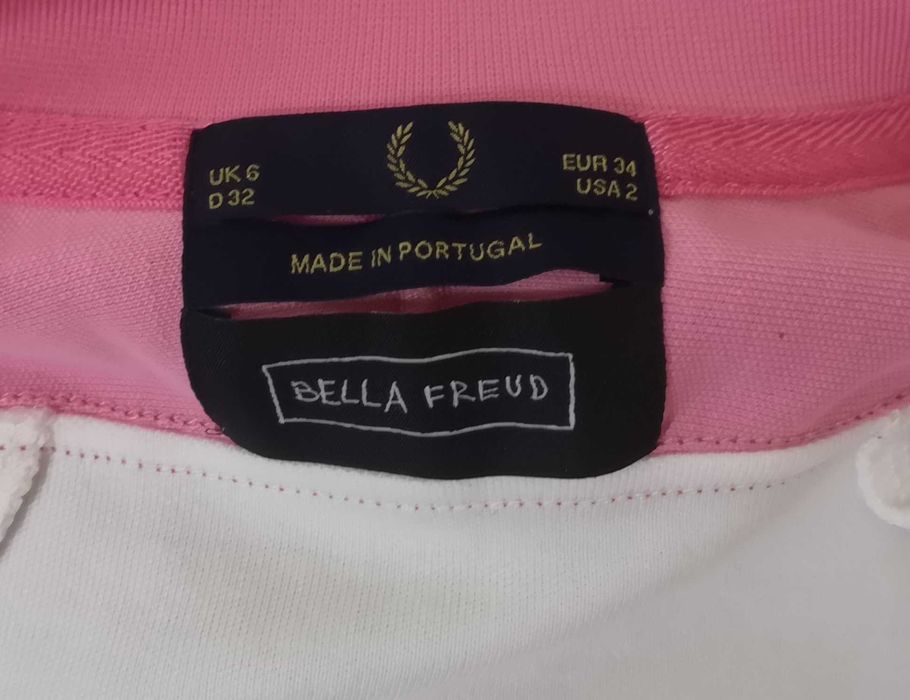 UK 6
D 32
EUR 34
USA 2
MADE IN PORTUGAL
BELLA FREUD